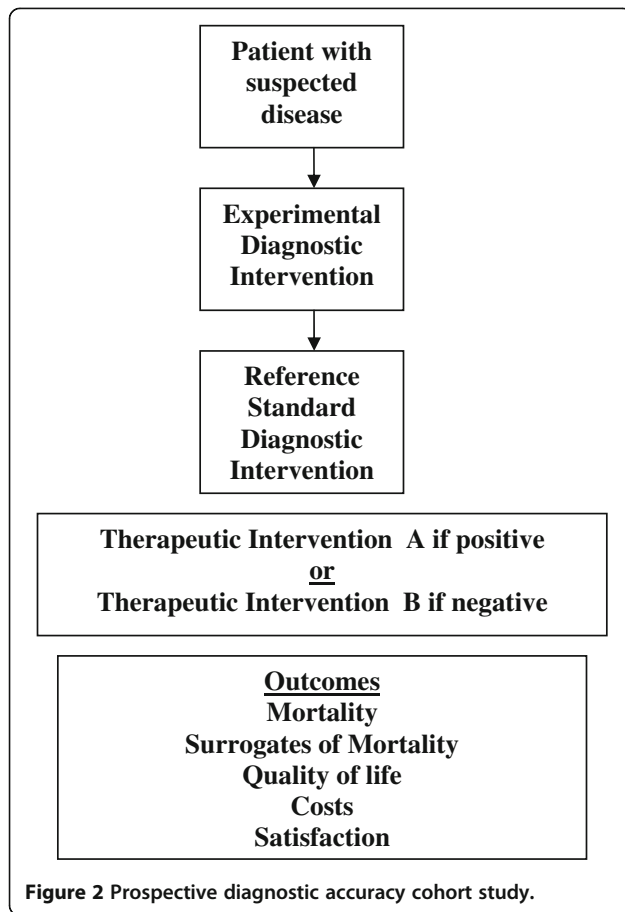 Patient with
suspected
disease
Experimental
Diagnostic
Intervention
Reference
Standard
Diagnostic
Intervention
Therapeutic Intervention A if positive
or
Therapeutic Intervention B if negative
Outcomes
Mortality
Surrogates of Mortality
Quality of life
Costs
Satisfaction
Figure 2 Prospective diagnostic accuracy cohort study.